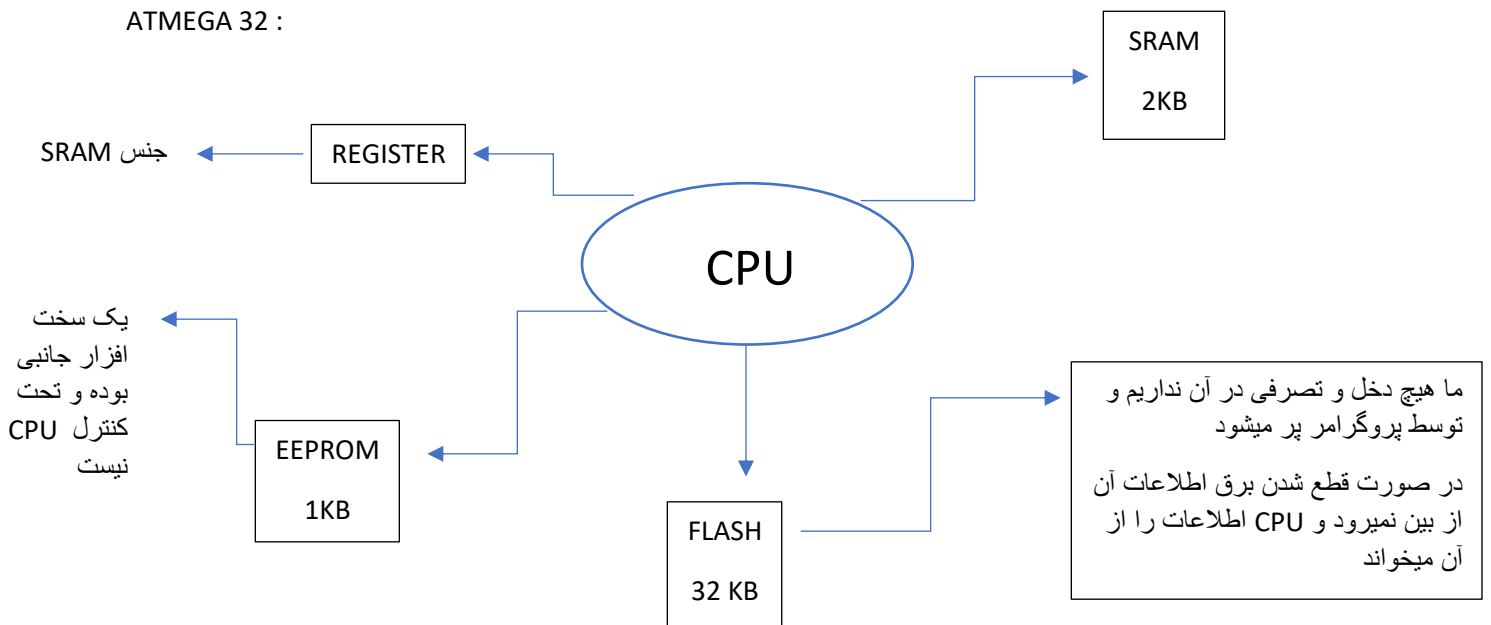 ATMEGA 32 :
SRAM
2KB
REGISTER
جنس SRAM
CPU
یک سخت
افزار جانبی
بوده و تحت
کنترل CPU
نیست
EEPROM
1KB
FLASH
32 KB
ما هیچ دخل و تصرفی در آن نداریم و
توسط پروگرامر پر میشود
در صورت قطع شدن برق اطلاعات آن
از بین نمیرود و CPU اطلاعات را از
آن میخواند